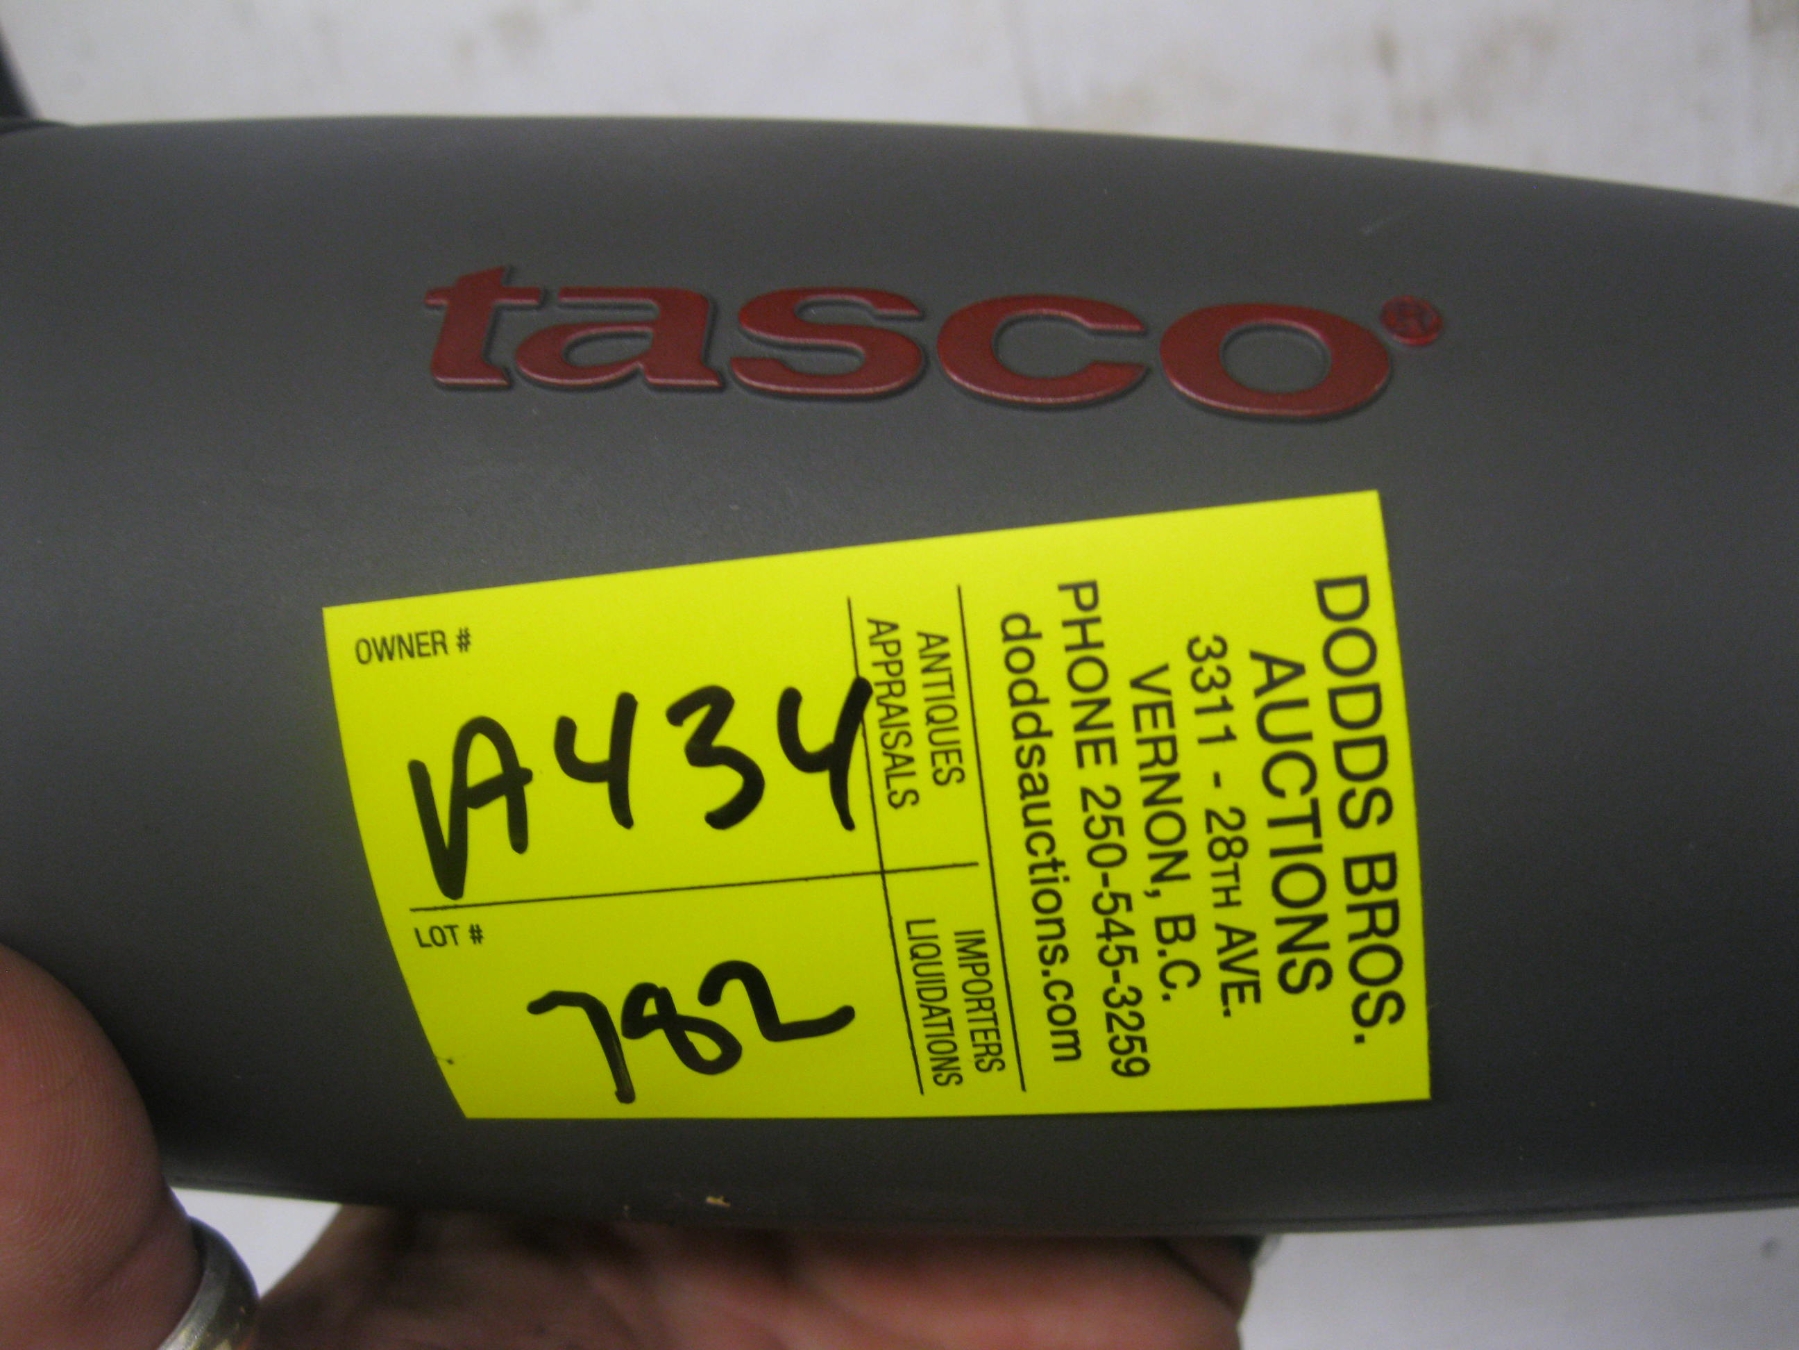 tasco®
DODDS BROS.
AUCTIONS
3311 - 28TH AVE.
VERNON, B.C.
PHONE 250-545-3259
doddsauctions.com
ANTIQUES
APPRAISALS
IMPORTERS
LIQUIDATIONS
OWNER #
A434
LOT #
782